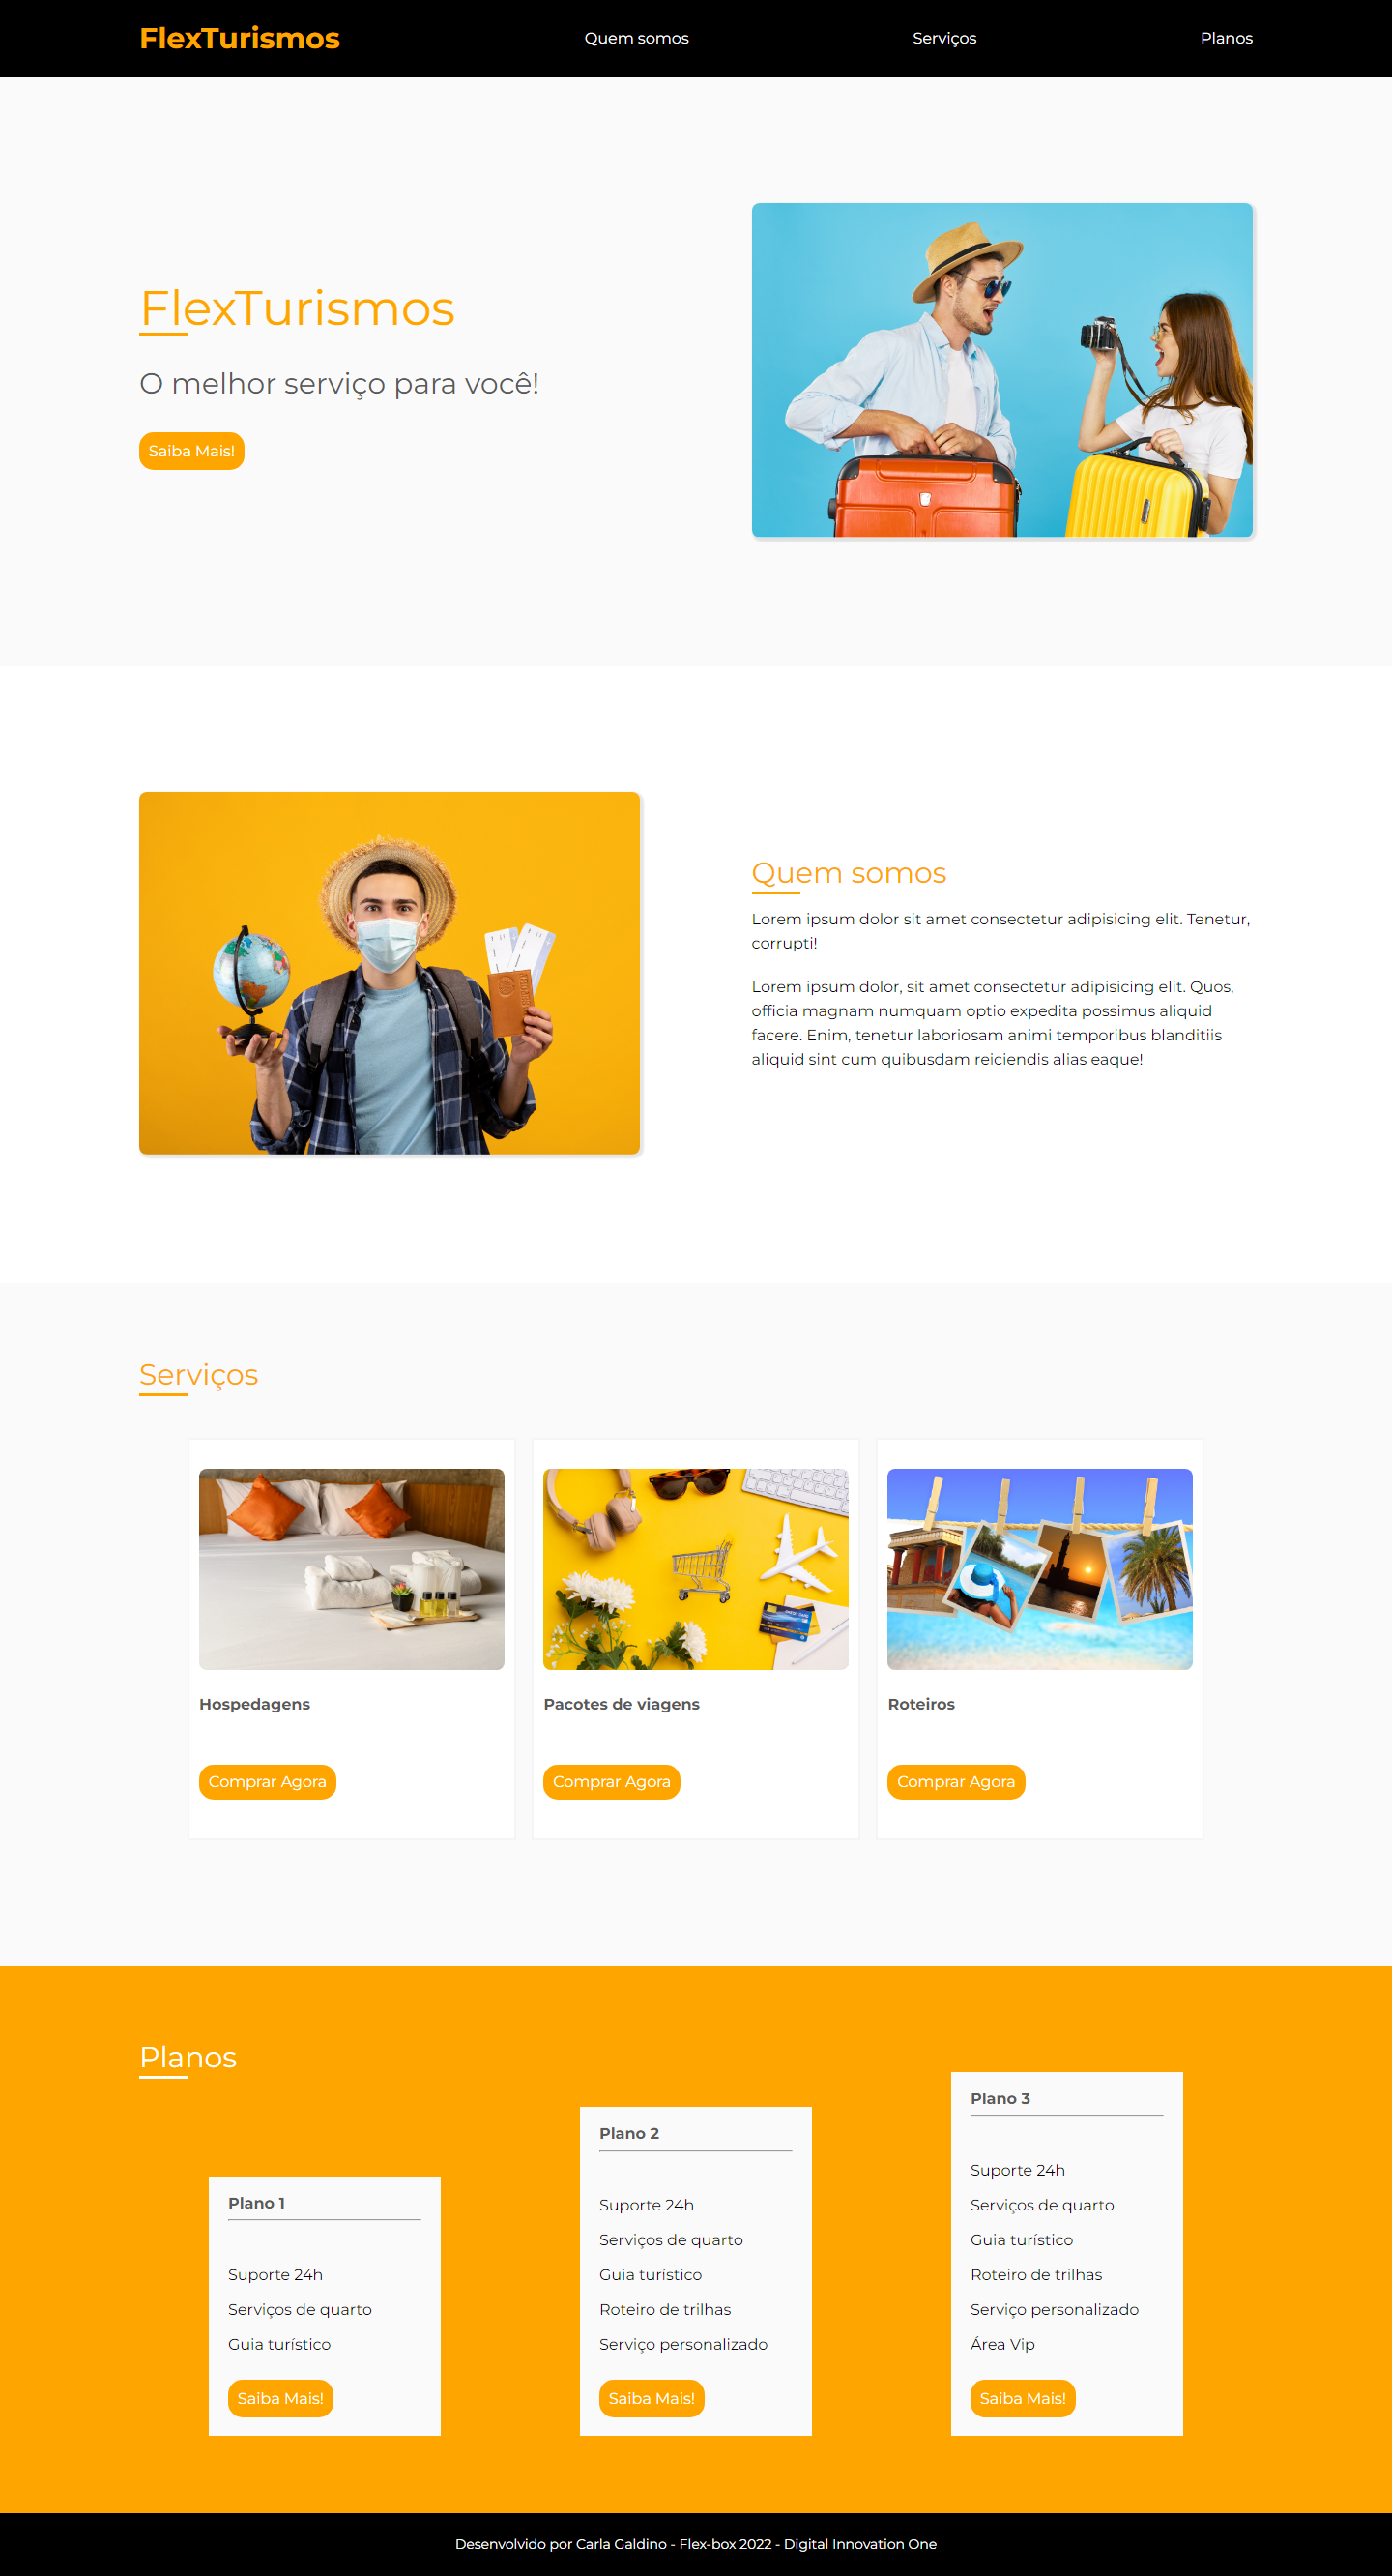 FlexTurismos
Quem somos
Serviços
Planos
FlexTurismos
O melhor serviço para você!
Saiba Mais!
Quem somos
Lorem ipsum dolor sit amet consectetur adipisicing elit. Tenetur,
corrupti!
Lorem ipsum dolor, sit amet consectetur adipisicing elit. Quos,
officia magnam numquam optio expedita possimus aliquid
facere. Enim, tenetur laboriosam animi temporibus blanditiis
aliquid sint cum quibusdam reiciendis alias eaque!
Serviços
Hospedagens
Comprar Agora
Pacotes de viagens
Comprar Agora
Roteiros
Comprar Agora
Planos
Plano 1
Suporte 24h
Serviços de quarto
Guia turístico
Saiba Mais!
Plano 2
Suporte 24h
Serviços de quarto
Guia turístico
Roteiro de trilhas
Serviço personalizado
Saiba Mais!
Plano 3
Suporte 24h
Serviços de quarto
Guia turístico
Roteiro de trilhas
Serviço personalizado
Área Vip
Saiba Mais!
Desenvolvido por Carla Galdino - Flex-box 2022 - Digital Innovation One